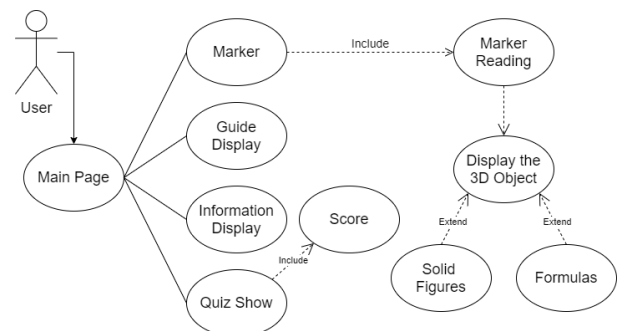 User
Main Page
Marker
Include
Marker
Reading
Guide
Display
Display the
3D Object
Information
Display
Score
Include
Quiz Show
Extend
Extend
Solid
Figures
Formulas